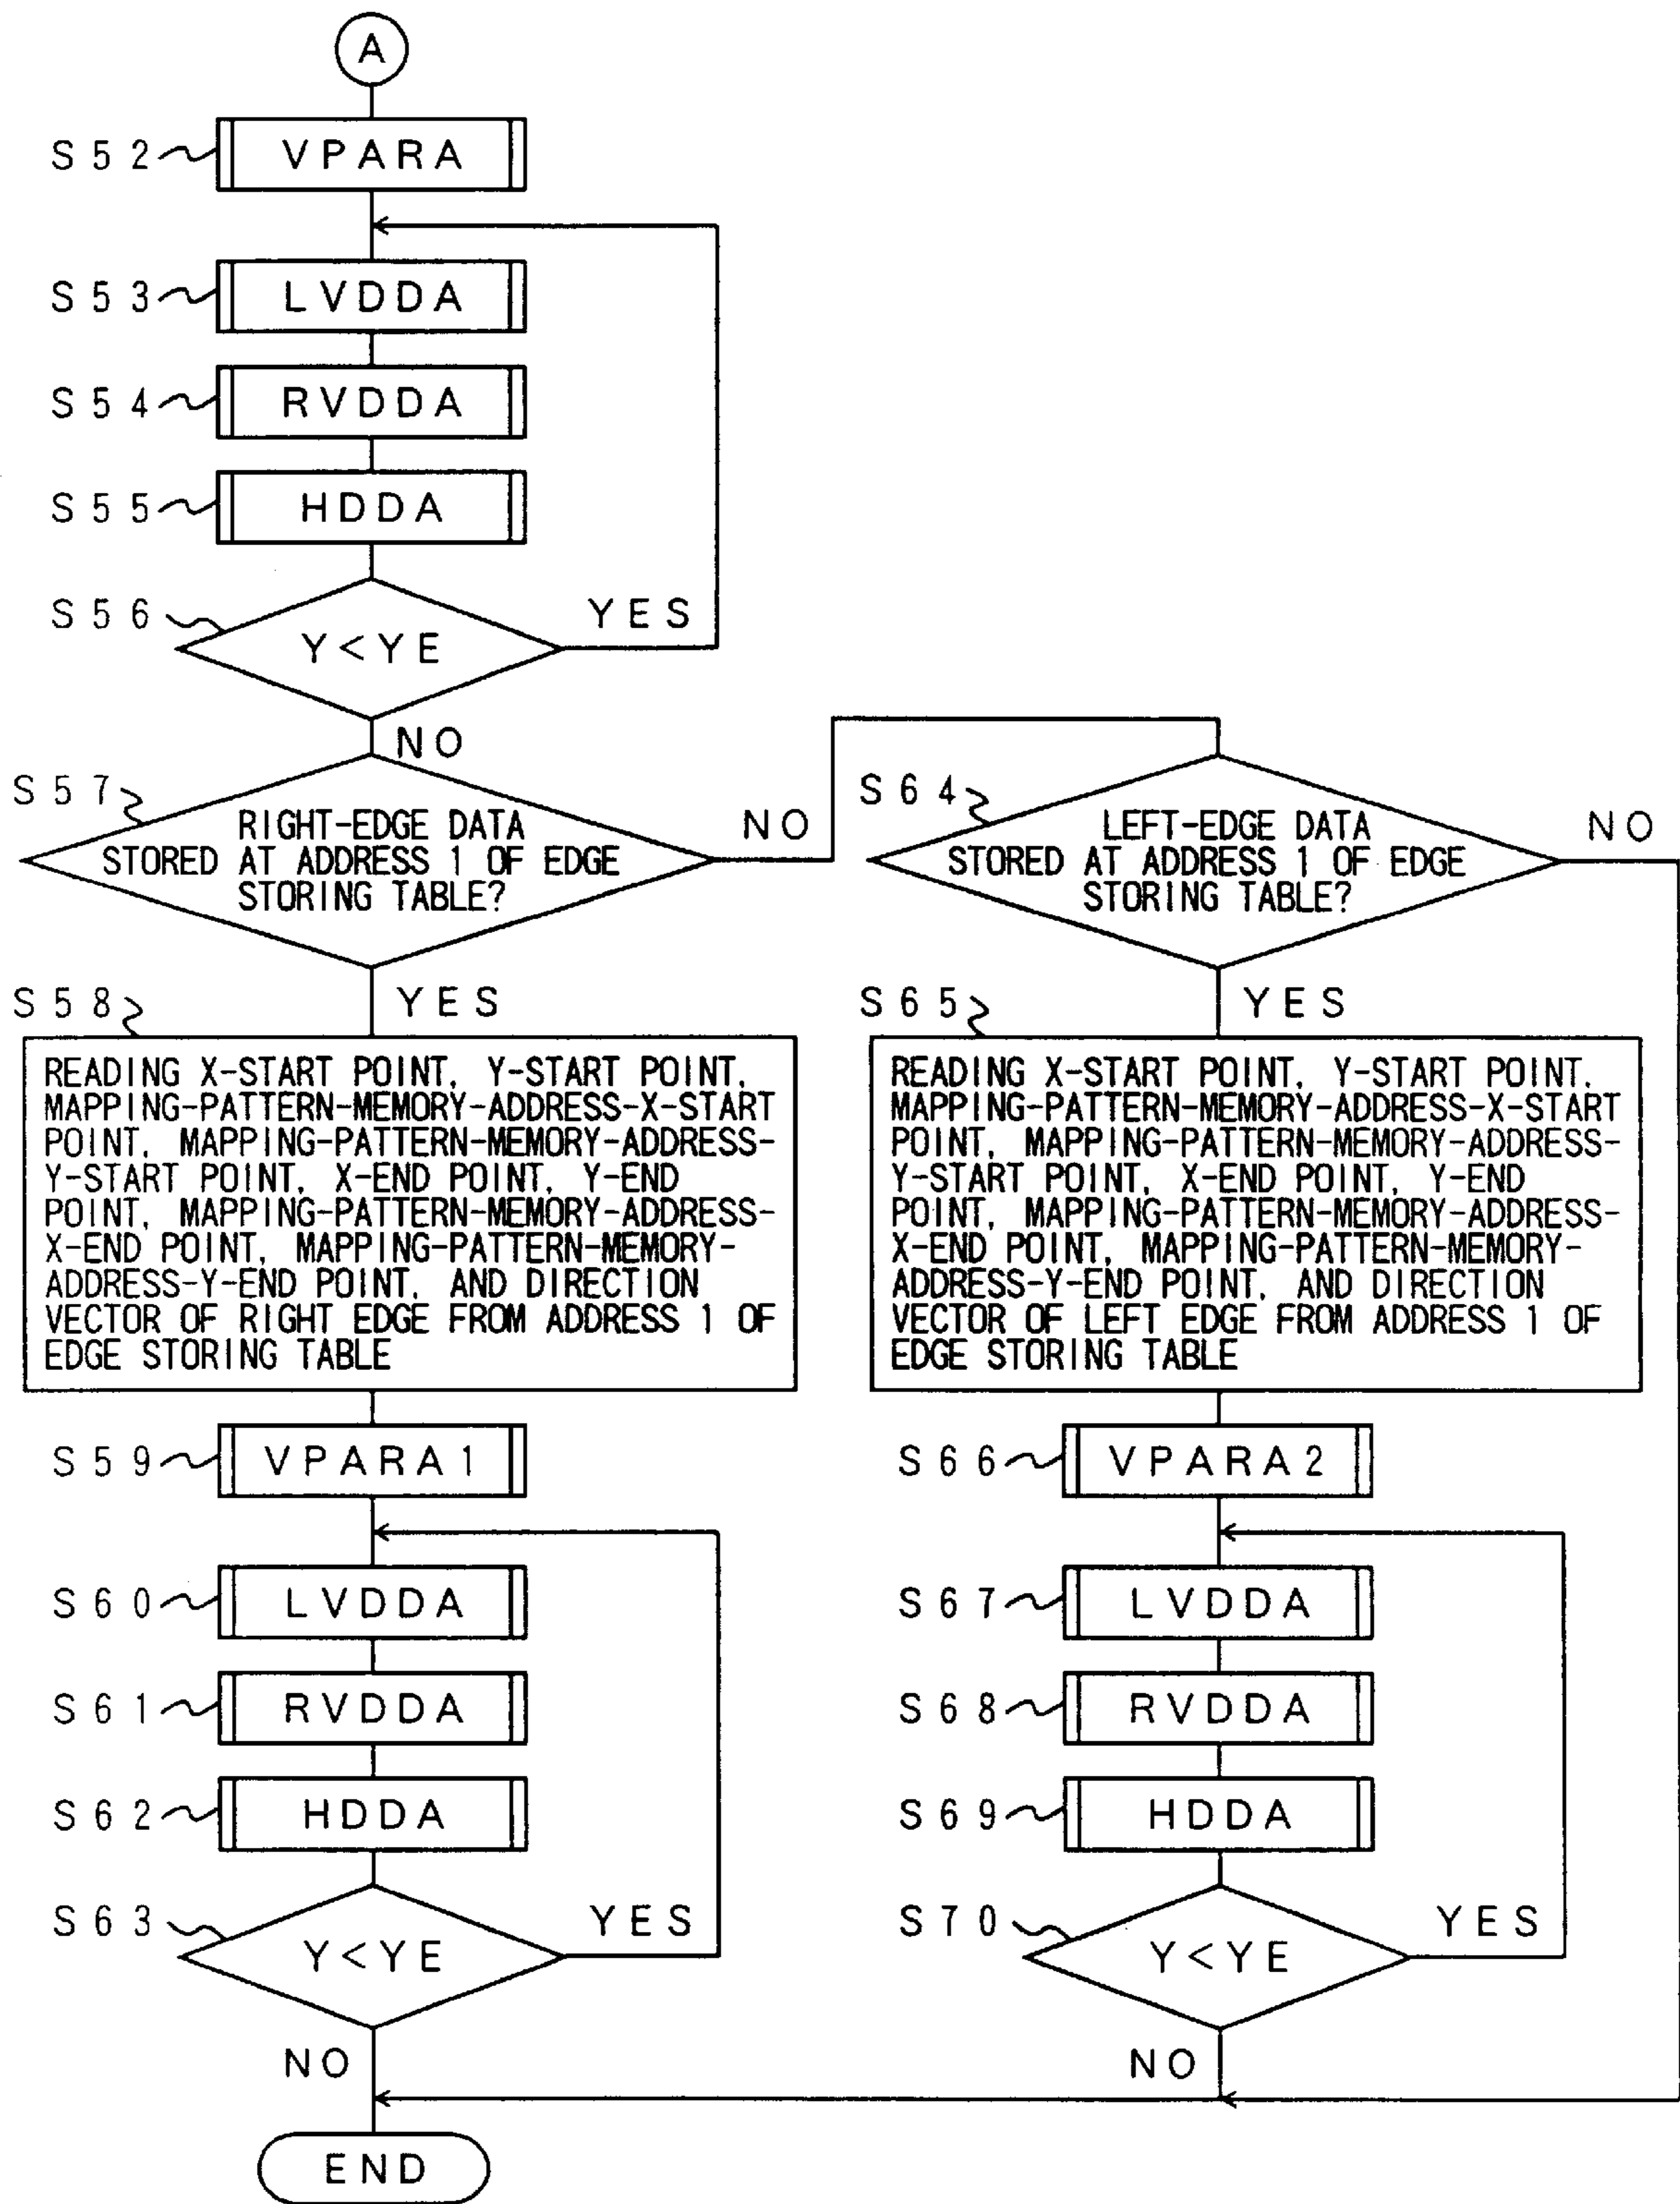 A
S52 VPARA
S53 LVDDA
S54 RVDDA
S55 HDDA
S56 YES
Y<YE
NO
S57
RIGHT-EDGE DATA
STORED AT ADDRESS 1 OF EDGE
STORING TABLE?
NO
YES
S58
READING X-START POINT, Y-START POINT,
MAPPING-PATTERN-MEMORY-ADDRESS-X-START
POINT, MAPPING-PATTERN-MEMORY-ADDRESS-
Y-START POINT, X-END POINT, Y-END
POINT, MAPPING-PATTERN-MEMORY-ADDRESS-
X-END POINT, MAPPING-PATTERN-MEMORY-
ADDRESS-Y-END POINT, AND DIRECTION
VECTOR OF RIGHT EDGE FROM ADDRESS 1 OF
EDGE STORING TABLE
S59 VPARA1
S60 LVDDA
S61 RVDDA
S62 HDDA
S63 YES
Y<YE
NO
S64
LEFT-EDGE DATA
STORED AT ADDRESS 1 OF EDGE
STORING TABLE?
NO
YES
S65
READING X-START POINT, Y-START POINT,
MAPPING-PATTERN-MEMORY-ADDRESS-X-START
POINT, MAPPING-PATTERN-MEMORY-ADDRESS-
Y-START POINT, X-END POINT, Y-END
POINT, MAPPING-PATTERN-MEMORY-ADDRESS-
X-END POINT, MAPPING-PATTERN-MEMORY-
ADDRESS-Y-END POINT, AND DIRECTION
VECTOR OF LEFT EDGE FROM ADDRESS 1 OF
EDGE STORING TABLE
S66 VPARA2
S67 LVDDA
S68 RVDDA
S69 HDDA
S70 YES
Y<YE
NO
END